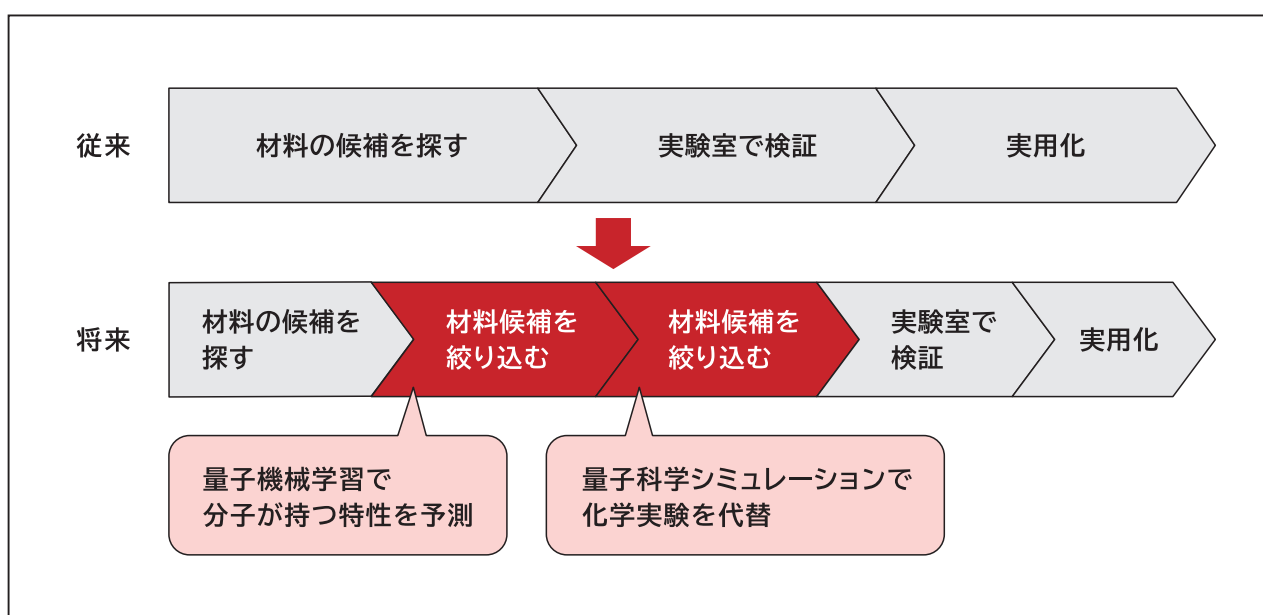 従来
材料の候補を探す
実験室で検証
実用化
将来
材料の候補を
探す
材料候補を
絞り込む
材料候補を
絞り込む
実験室で
検証
実用化
量子機械学習で
分子が持つ特性を予測
量子科学シミュレーションで
化学実験を代替